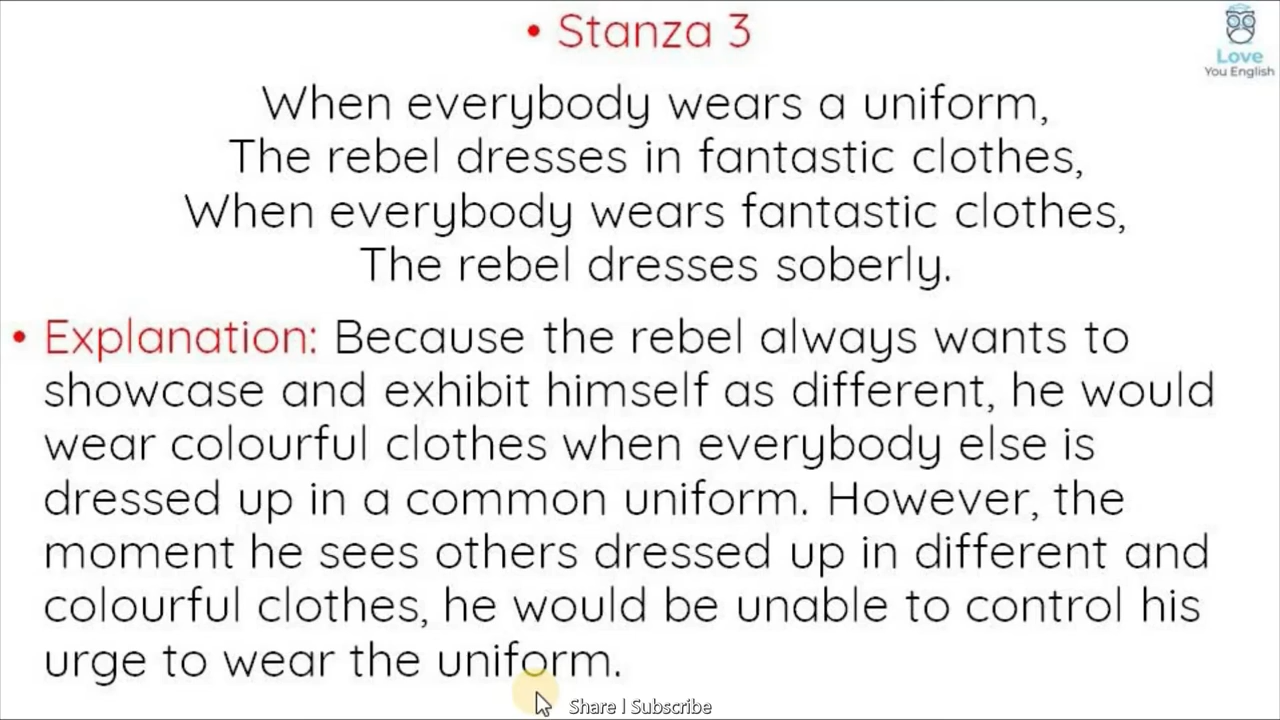 • Stanza 3
Love
You English
When everybody wears a uniform,
The rebel dresses in fantastic clothes,
When everybody wears fantastic clothes,
The rebel dresses soberly.
• Explanation: Because the rebel always wants to
showcase and exhibit himself as different, he would
wear colourful clothes when everybody else is
dressed up in a common uniform. However, the
moment he sees others dressed up in different and
colourful clothes, he would be unable to control his
urge to wear the uniform.
Share | Subscribe